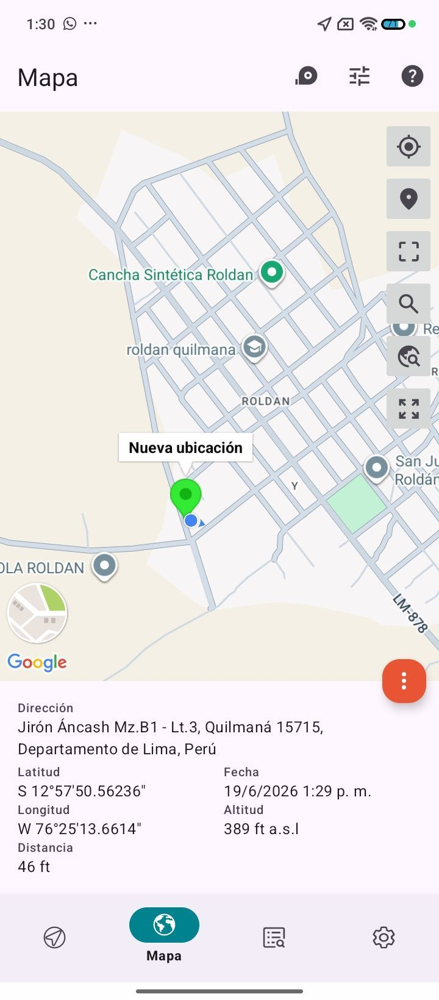 1:30
71
Mapa
Cancha Sintética Roldan
roldan quilmana
Re
R
ROLDAN
Nueva ubicación
San Ju
Roldán
Y
OLA ROLDAN
LM-878
Google
Dirección
Jirón Áncash Mz.B1 - Lt.3, Quilmaná 15715,
Departamento de Lima, Perú
Latitud
S 12°57'50.56236"
Fecha
19/6/2026 1:29 p. m.
Longitud
W 76°25'13.6614"
Altitud
389 ft a.s.l
Distancia
46 ft
Mapa